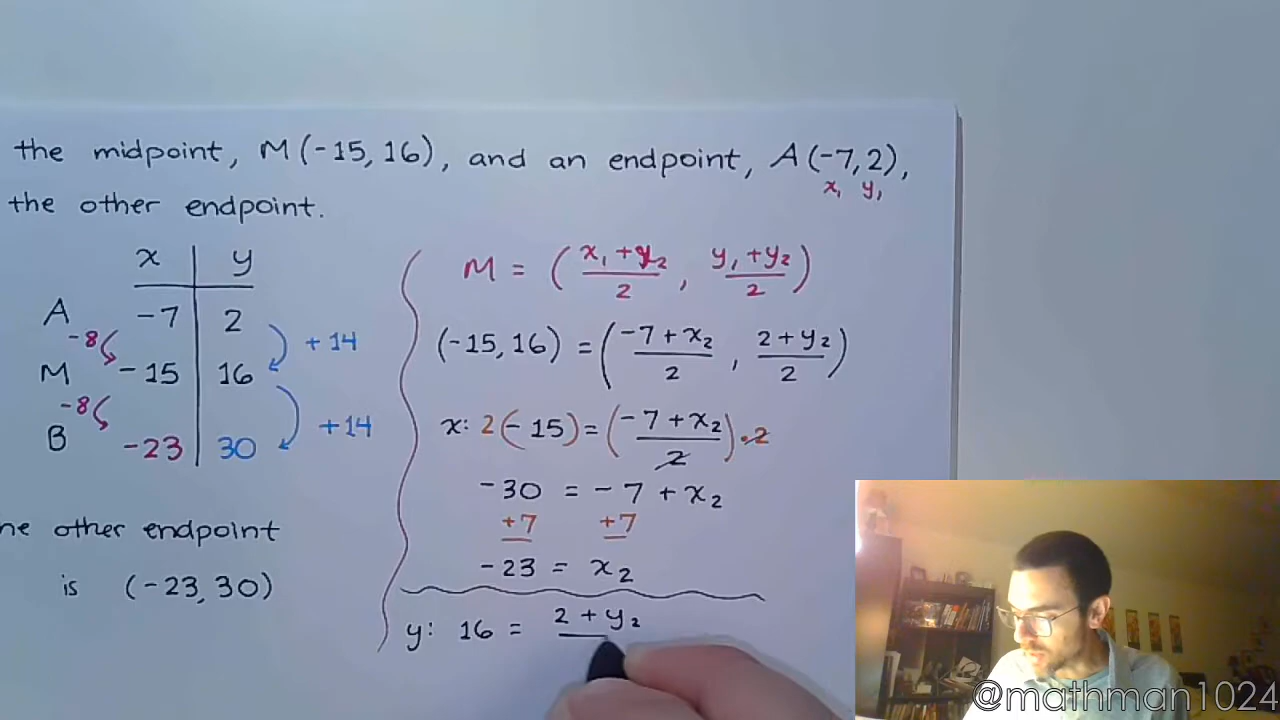 the midpoint, M(-15, 16), and an endpoint, A(-7, 2),
x₁ y₁
the other endpoint.
x y
A -7 2
-8 +14
M -15 16
-8 +14
B -23 30
he other endpoint
is (-23, 30)
M = (x₁ + x₂ / 2, y₁ + y₂ / 2)
(-15, 16) = (-7 + x₂ / 2, 2 + y₂ / 2)
x: 2(-15) = (-7 + x₂ / 2)·2
-30 = -7 + x₂
+7 +7
-23 = x₂
y: 16 = 2 + y₂
@mathman1024